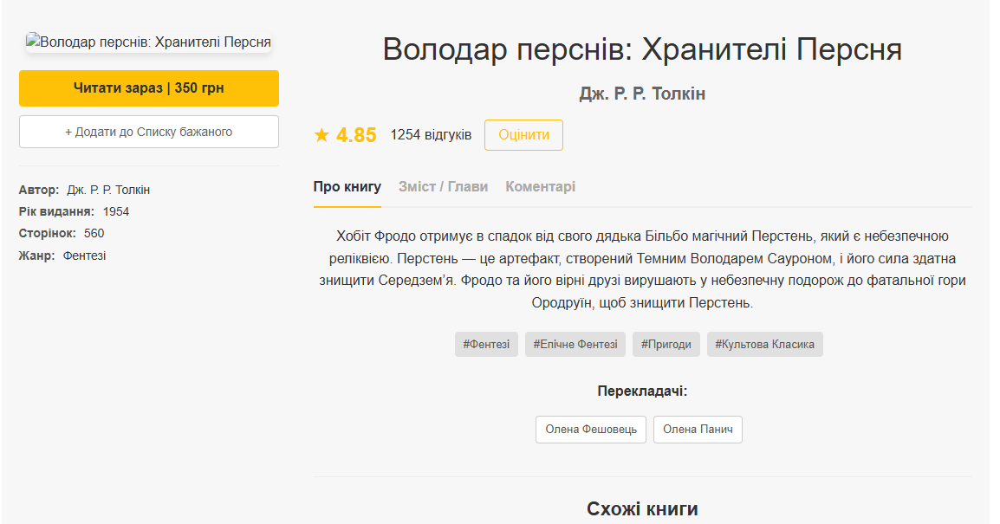 Володар перснів: Хранителі Персня
Читати зараз | 350 грн
+ Додати до Списку бажаного
Автор: Дж. Р. Р. Толкін
Рік видання: 1954
Сторінок: 560
Жанр: Фентезі
Володар перснів: Хранителі Персня
Дж. Р. Р. Толкін
★ 4.85 1254 відгуків Оцінити
Про книгу Зміст / Глави Коментарі
Хобіт Фродо отримує в спадок від свого дядька Більбо магічний Перстень, який є небезпечною
реліквією. Перстень — це артефакт, створений Темним Володарем Сауроном, і його сила здатна
знищити Середзем’я. Фродо та його вірні друзі вирушають у небезпечну подорож до фатальної гори
Ородруїн, щоб знищити Перстень.
#Фентезі #Епічне Фентезі #Пригоди #Культова Класика
Перекладачі:
Олена Фешовець Олена Панич
Схожі книги